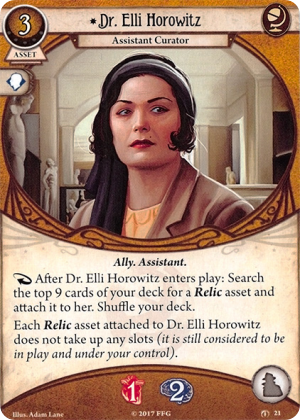 3
ASSET
Dr. Elli Horowitz
Assistant Curator
Ally. Assistant.
After Dr. Elli Horowitz enters play: Search
the top 9 cards of your deck for a Relic asset and
attach it to her. Shuffle your deck.
Each Relic asset attached to Dr. Elli Horowitz
does not take up any slots (it is still considered to be
in play and under your control).
1
2
Illus. Adam Lane
© 2017 FFG
21